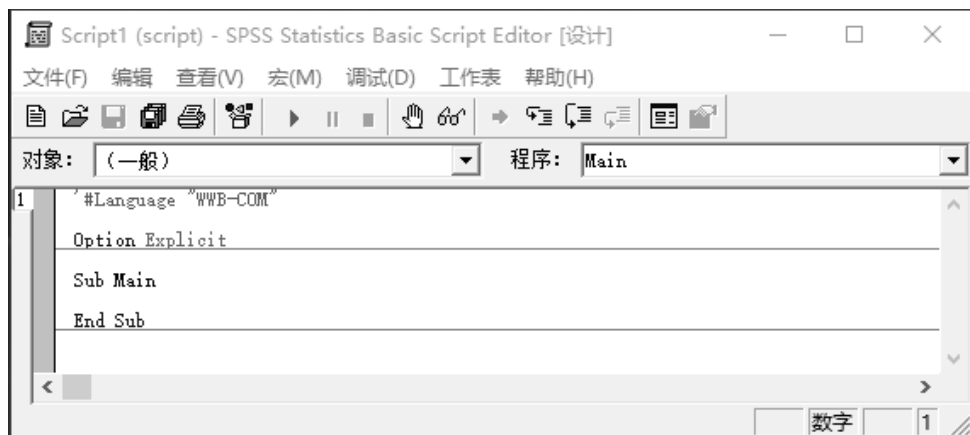 Script1 (script) - SPSS Statistics Basic Script Editor [设计]
文件(F) 编辑 查看(V) 宏(M) 调试(D) 工作表 帮助(H)
对象: (一般) 程序: Main
1 '#Language "WWB-COM"
Option Explicit
Sub Main
End Sub
数字 1